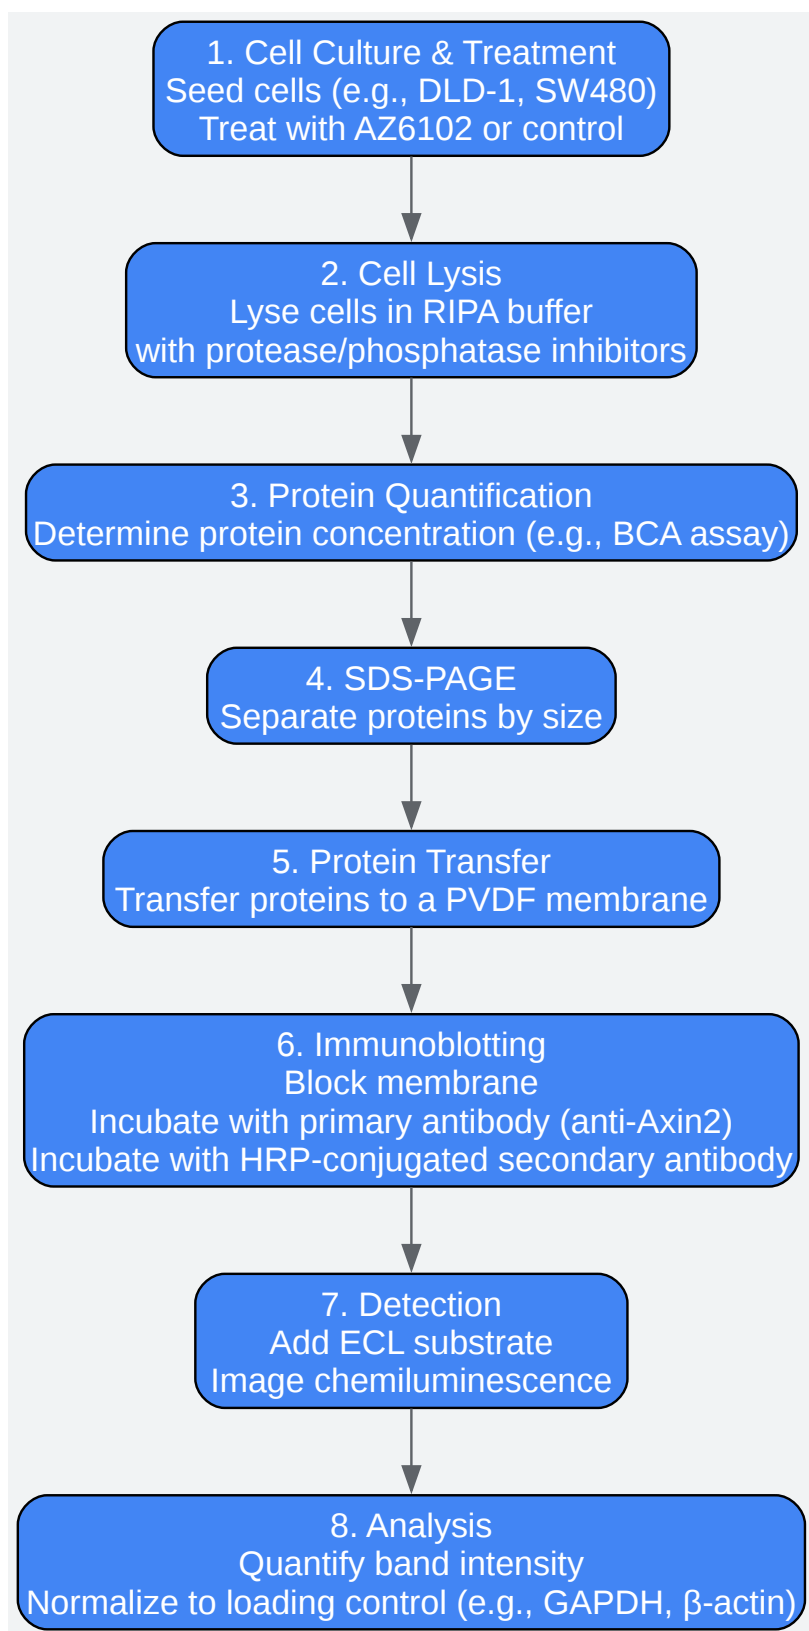 1. Cell Culture & Treatment
Seed cells (e.g., DLD-1, SW480)
Treat with AZ6102 or control
2. Cell Lysis
Lyse cells in RIPA buffer
with protease/phosphatase inhibitors
3. Protein Quantification
Determine protein concentration (e.g., BCA assay)
4. SDS-PAGE
Separate proteins by size
5. Protein Transfer
Transfer proteins to a PVDF membrane
6. Immunoblotting
Block membrane
Incubate with primary antibody (anti-Axin2)
Incubate with HRP-conjugated secondary antibody
7. Detection
Add ECL substrate
Image chemiluminescence
8. Analysis
Quantify band intensity
Normalize to loading control (e.g., GAPDH, β-actin)